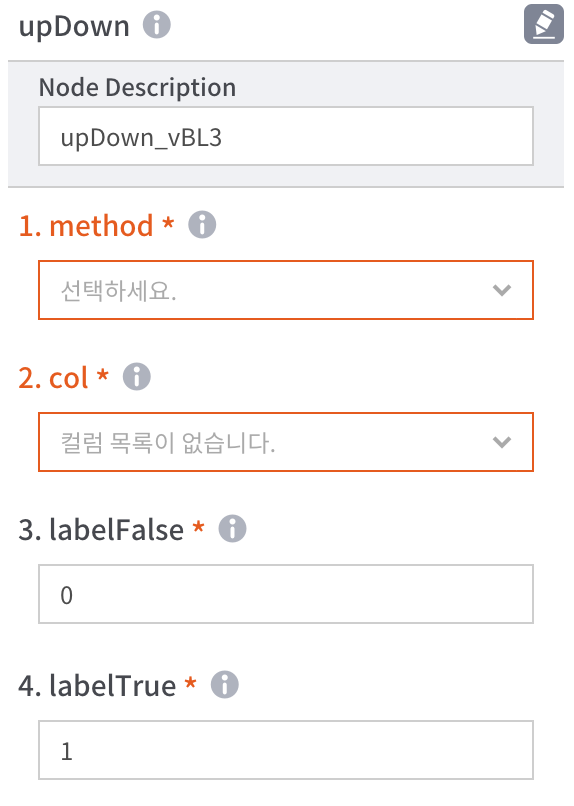 upDown
Node Description
upDown_vBL3
1. method *
선택하세요.
2. col *
컬럼 목록이 없습니다.
3. labelFalse *
0
4. labelTrue *
1